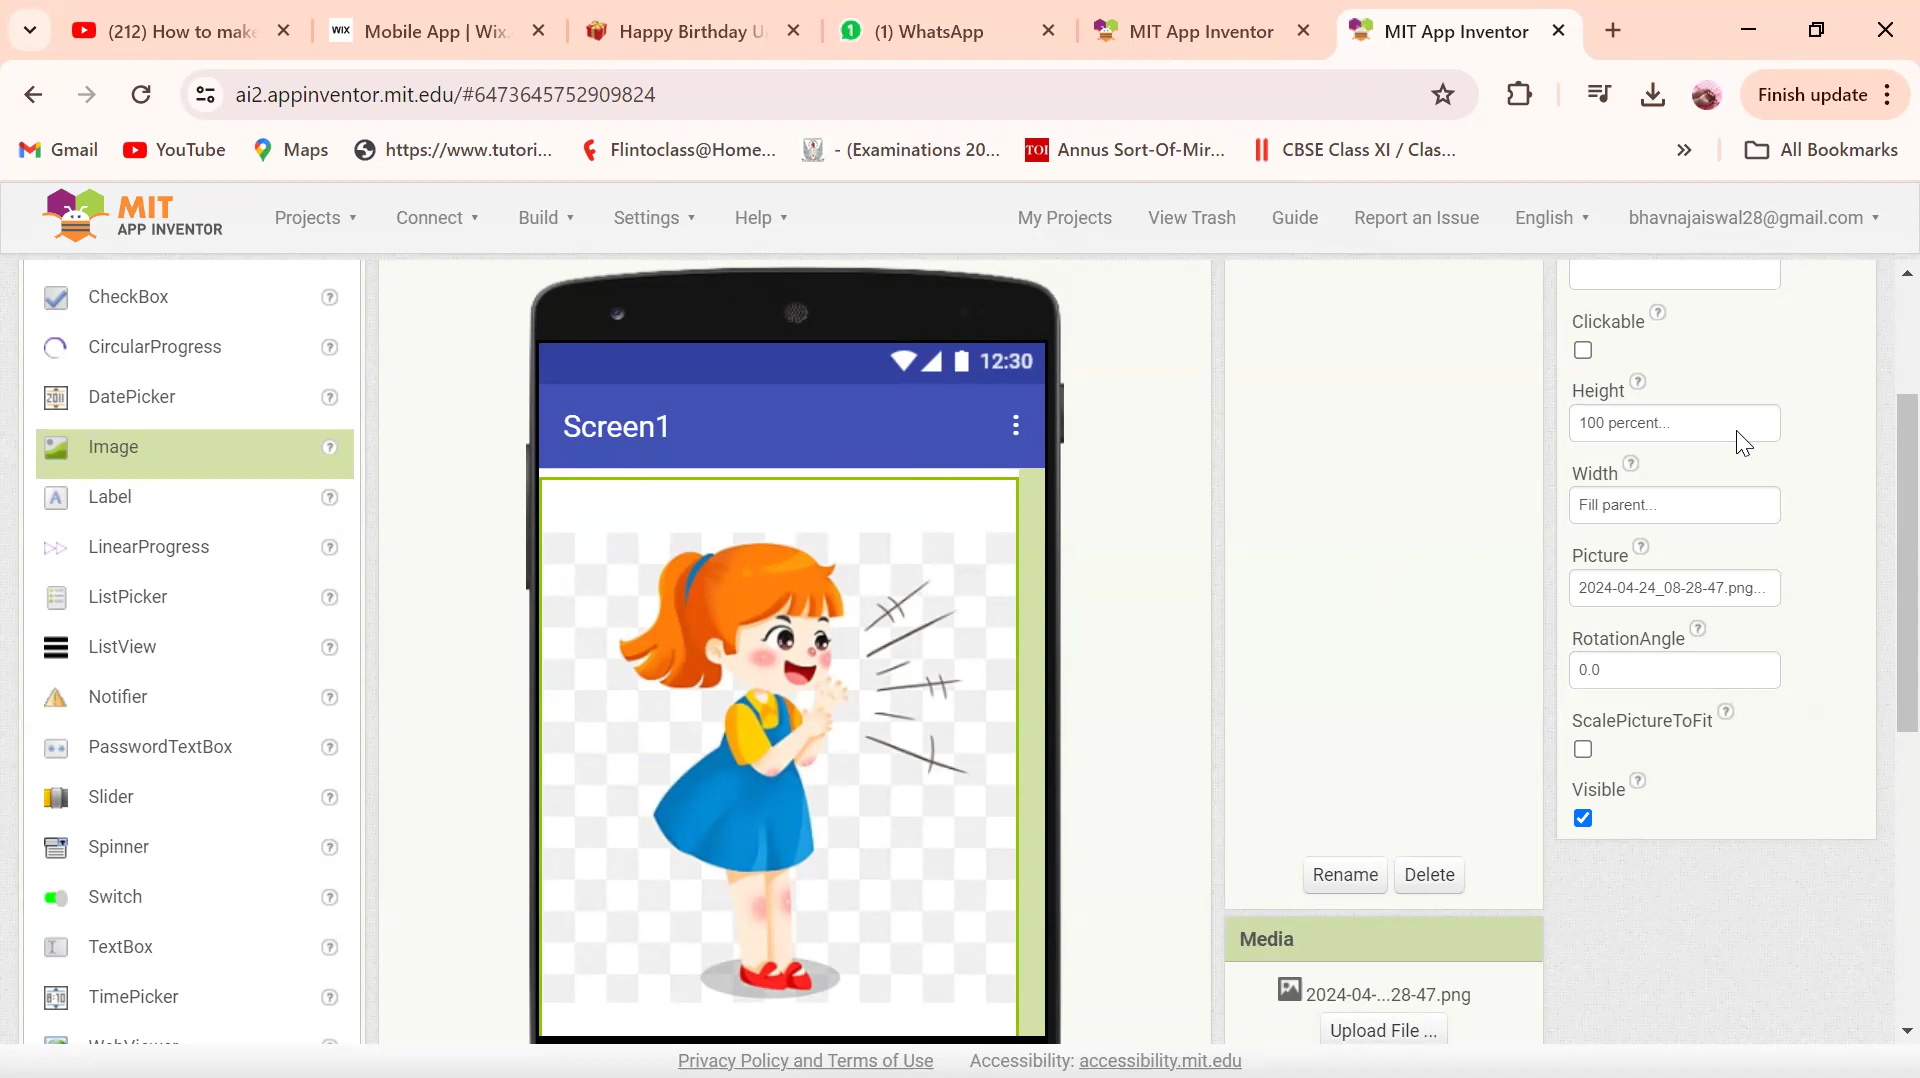 (212) How to make
WIX Mobile App | Wix.
Happy Birthday U
1 (1) WhatsApp
MIT App Inventor
MIT App Inventor
ai2.appinventor.mit.edu/#6473645752909824
Finish update
Gmail
YouTube
Maps
https://www.tutori...
Flintoclass@Home...
- (Examinations 20...
TOI Annus Sort-Of-Mir...
CBSE Class XI / Clas...
»
All Bookmarks
MIT
APP INVENTOR
Projects
Connect
Build
Settings
Help
My Projects
View Trash
Guide
Report an Issue
English
bhavnajaiswal28@gmail.com
CheckBox ?
CircularProgress ?
DatePicker ?
Image ?
Label ?
LinearProgress ?
ListPicker ?
ListView ?
Notifier ?
PasswordTextBox ?
Slider ?
Spinner ?
Switch ?
TextBox ?
TimePicker ?
12:30
Screen1
Rename
Delete
Media
2024-04-...28-47.png
Upload File ...
Clickable ?
Height ?
100 percent...
Width ?
Fill parent...
Picture ?
2024-04-24_08-28-47.png...
RotationAngle ?
0.0
ScalePictureToFit ?
Visible ?
Privacy Policy and Terms of Use
Accessibility: accessibility.mit.edu